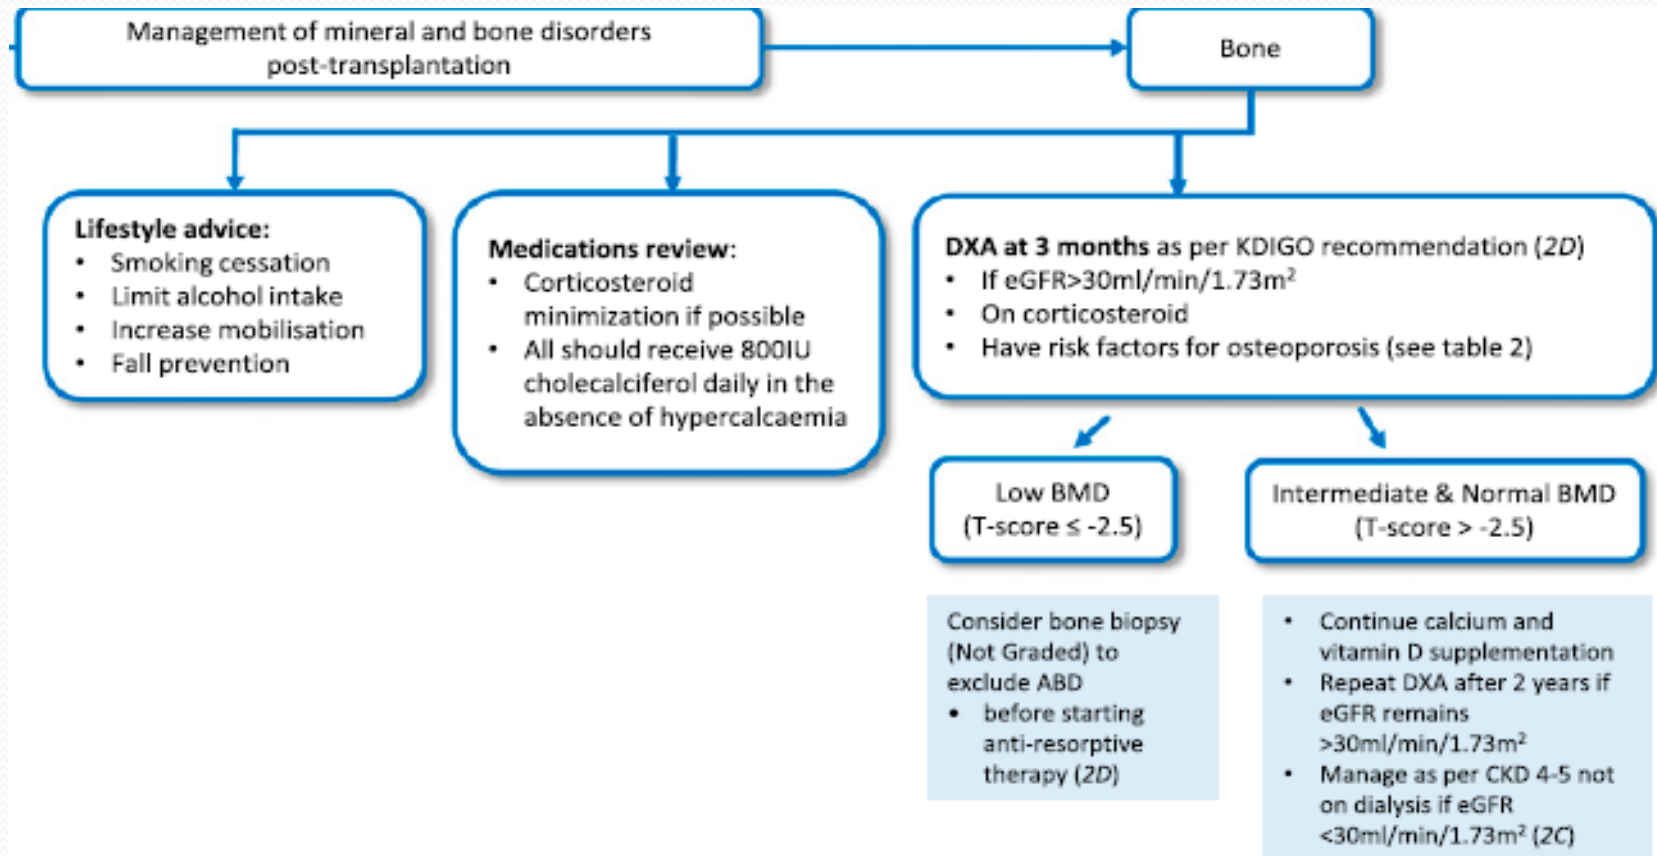 Management of mineral and bone disorders
post-transplantation
Bone
Lifestyle advice:
• Smoking cessation
• Limit alcohol intake
• Increase mobilisation
• Fall prevention
Medications review:
• Corticosteroid
minimization if possible
• All should receive 800IU
cholecalciferol daily in the
absence of hypercalcaemia
DXA at 3 months as per KDIGO recommendation (2D)
• If eGFR>30ml/min/1.73m²
• On corticosteroid
• Have risk factors for osteoporosis (see table 2)
Low BMD
(T-score ≤ -2.5)
Intermediate & Normal BMD
(T-score > -2.5)
Consider bone biopsy
(Not Graded) to
exclude ABD
• before starting
anti-resorptive
therapy (2D)
• Continue calcium and
vitamin D supplementation
• Repeat DXA after 2 years if
eGFR remains
>30ml/min/1.73m²
• Manage as per CKD 4-5 not
on dialysis if eGFR
<30ml/min/1.73m² (2C)